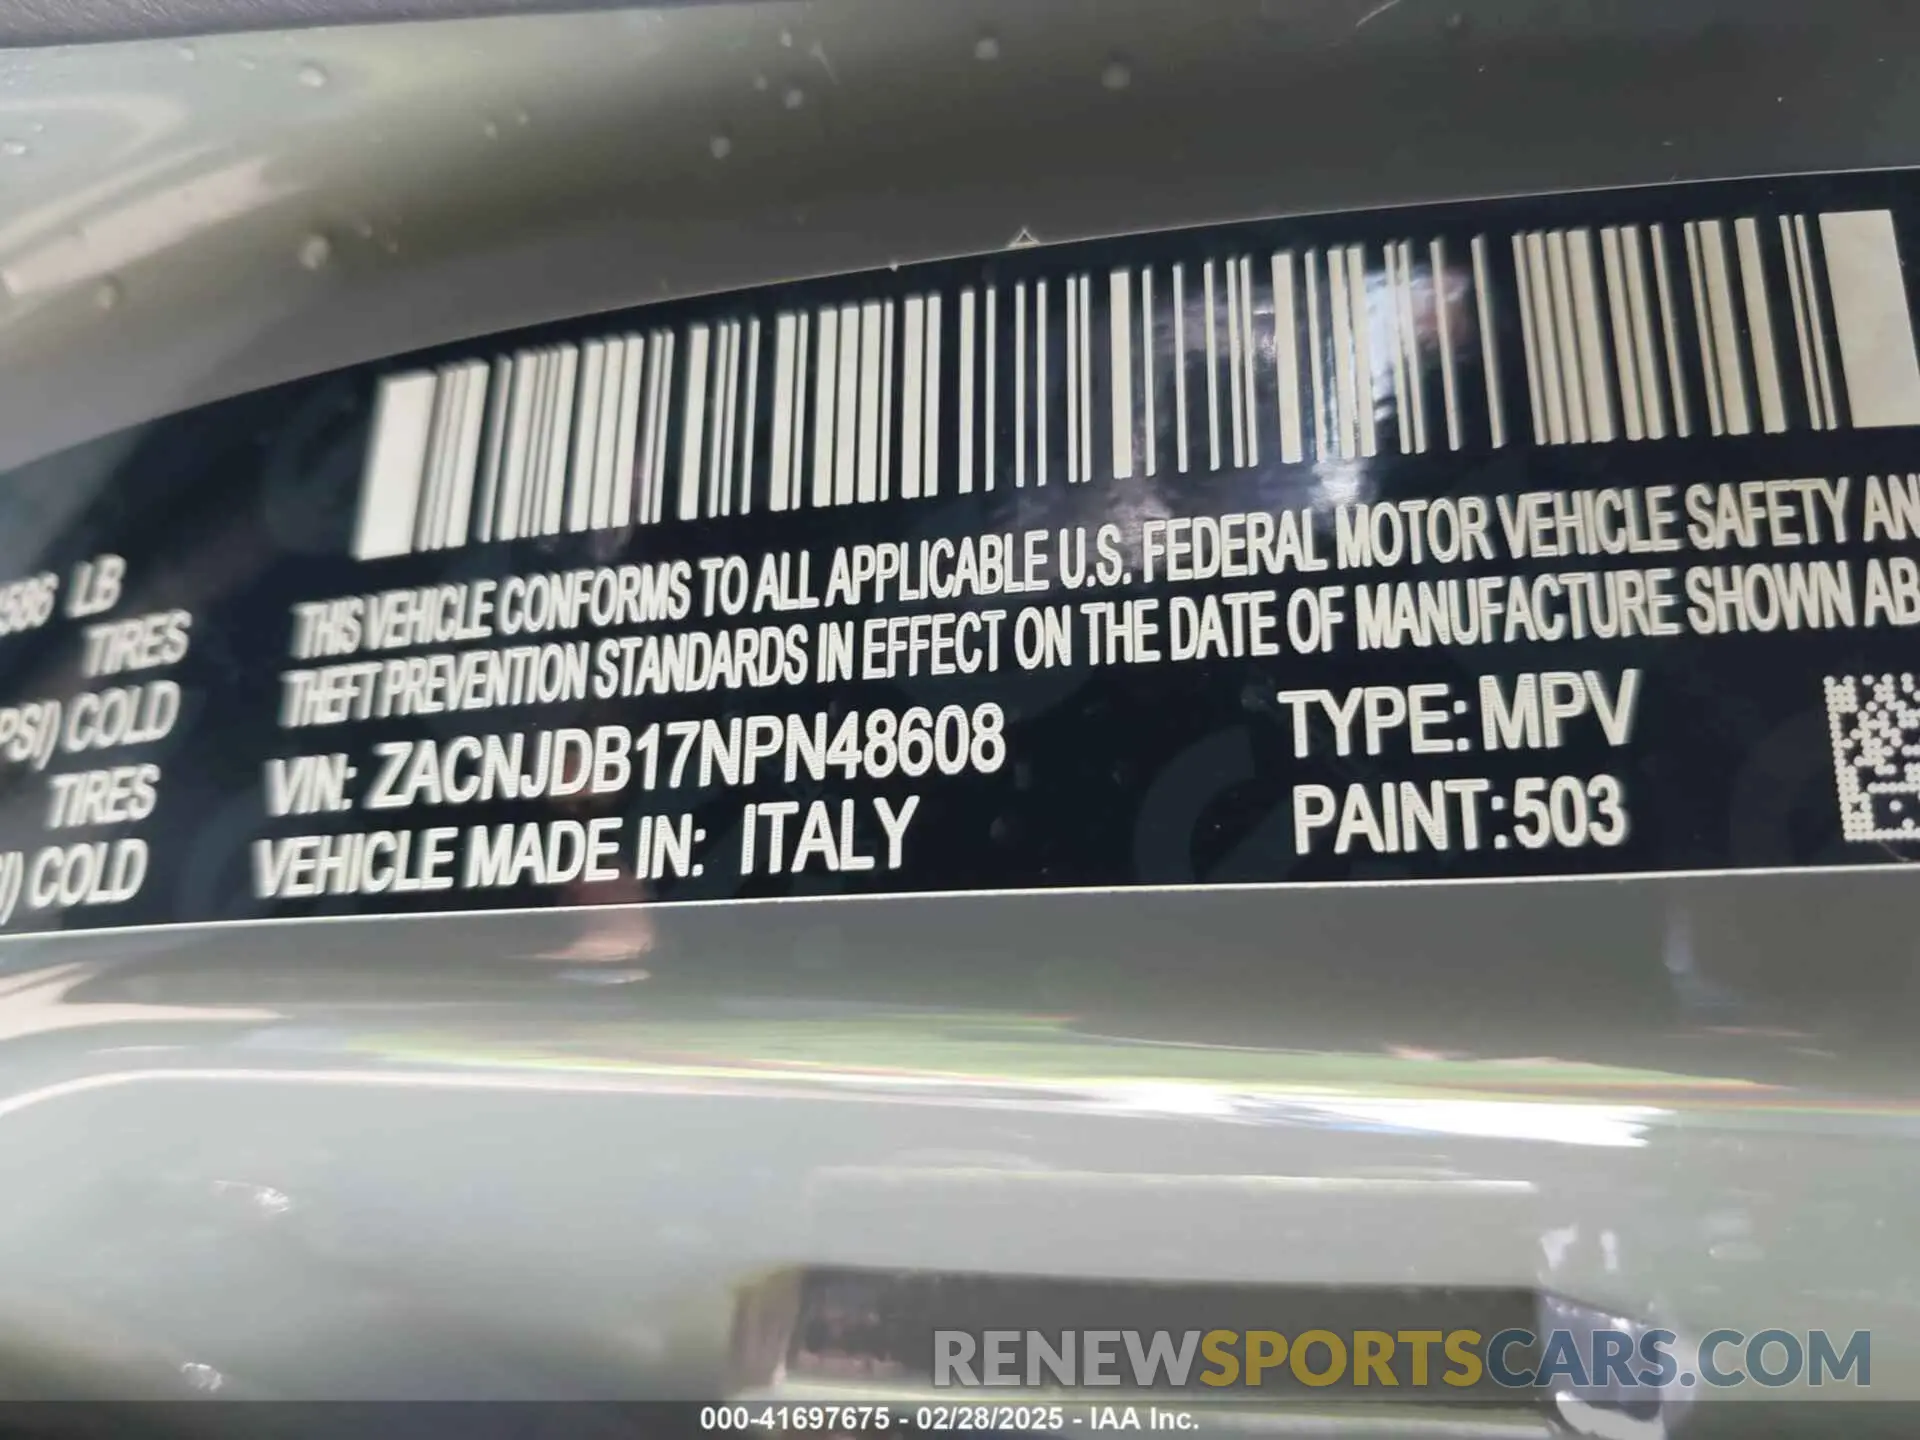 LB
TIRES
COLD
TIRES
COLD
THIS VEHICLE CONFORMS TO ALL APPLICABLE U.S. FEDERAL MOTOR VEHICLE SAFETY AN
THEFT PREVENTION STANDARDS IN EFFECT ON THE DATE OF MANUFACTURE SHOWN AB
VIN: ZACNJDB17NPN48608
TYPE: MPV
VEHICLE MADE IN: ITALY
PAINT:503
RENEWSPORTSCARS.COM
000-41697675 - 02/28/2025 - IAA Inc.